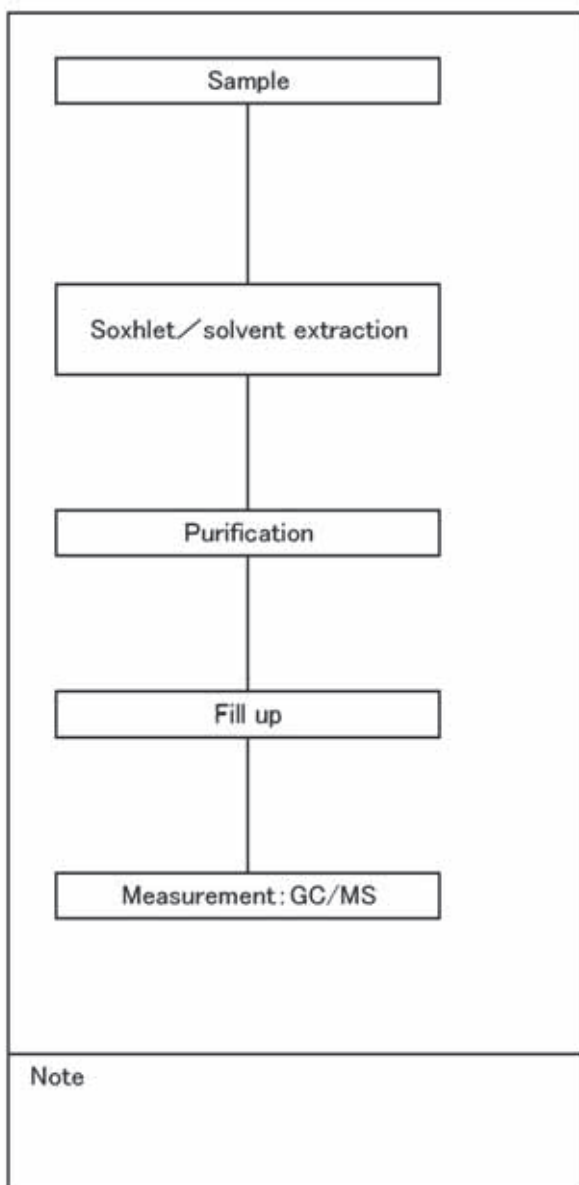 Sample
Soxhlet／solvent extraction
Purification
Fill up
Measurement：GC/MS
Note